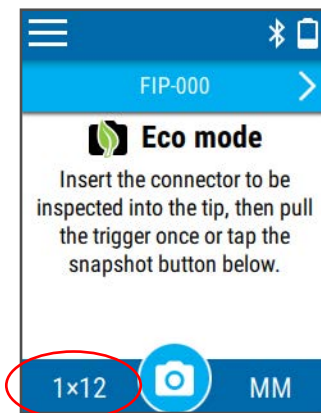 FIP-000
Eco mode
Insert the connector to be
inspected into the tip, then pull
the trigger once or tap the
snapshot button below.
1×12 MM